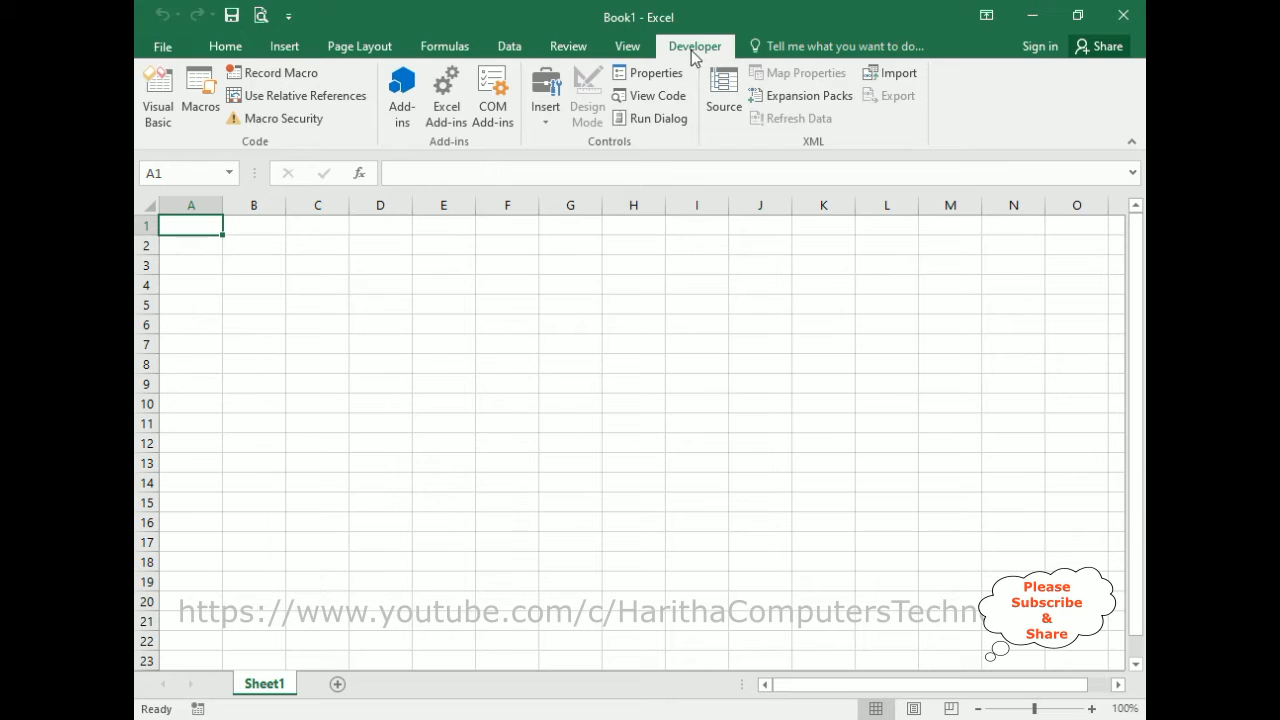 Book1 - Excel
File Home Insert Page Layout Formulas Data Review View Developer Tell me what you want to do... Sign in Share
Visual Basic
Macros
Record Macro
Use Relative References
Macro Security
Code
Add-ins
Excel Add-ins
COM Add-ins
Add-ins
Insert
Design Mode
Properties
View Code
Run Dialog
Controls
Source
Map Properties
Expansion Packs
Refresh Data
Import
Export
XML
A1 fx
A B C D E F G H I J K L M N O
1
2
3
4
5
6
7
8
9
10
11
12
13
14
15
16
17
18
19
20
21
22
23
https://www.youtube.com/c/HarithaComputersTechn
Please
Subscribe
&
Share
Sheet1
Ready 100%